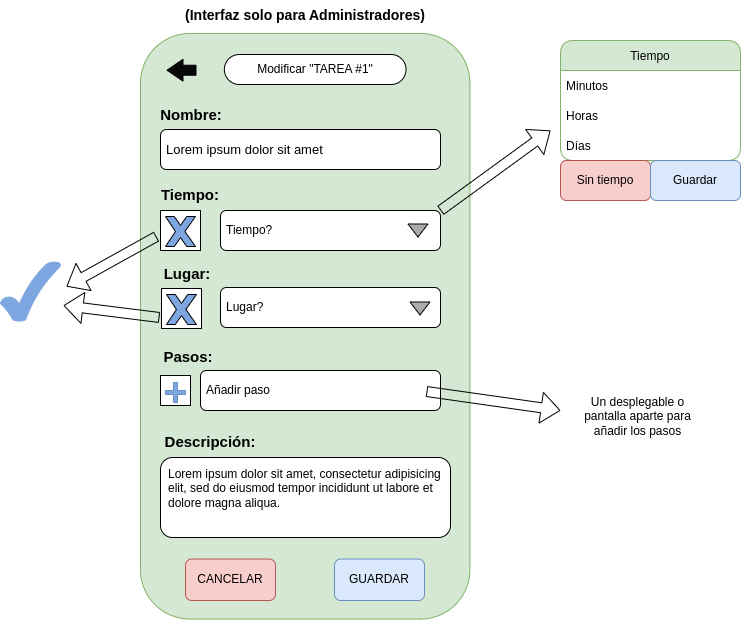 (Interfaz solo para Administradores)
Modificar "TAREA #1"
Nombre:
Lorem ipsum dolor sit amet
Tiempo:
Tiempo?
Lugar:
Lugar?
Pasos:
Añadir paso
Descripción:
Lorem ipsum dolor sit amet, consectetur adipisicing
elit, sed do eiusmod tempor incididunt ut labore et
dolore magna aliqua.
CANCELAR
GUARDAR
Tiempo
Minutos
Horas
Días
Sin tiempo
Guardar
Un desplegable o
pantalla aparte para
añadir los pasos